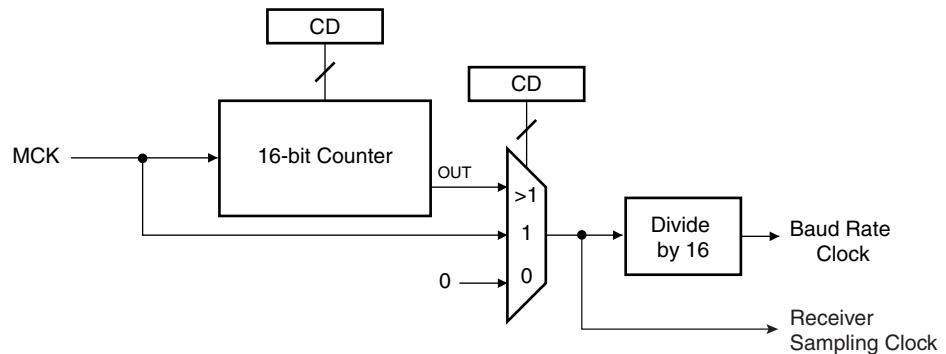 CD
CD
MCK
16-bit Counter
OUT
>1
1
0
0
Divide
by 16
Baud Rate
Clock
Receiver
Sampling Clock